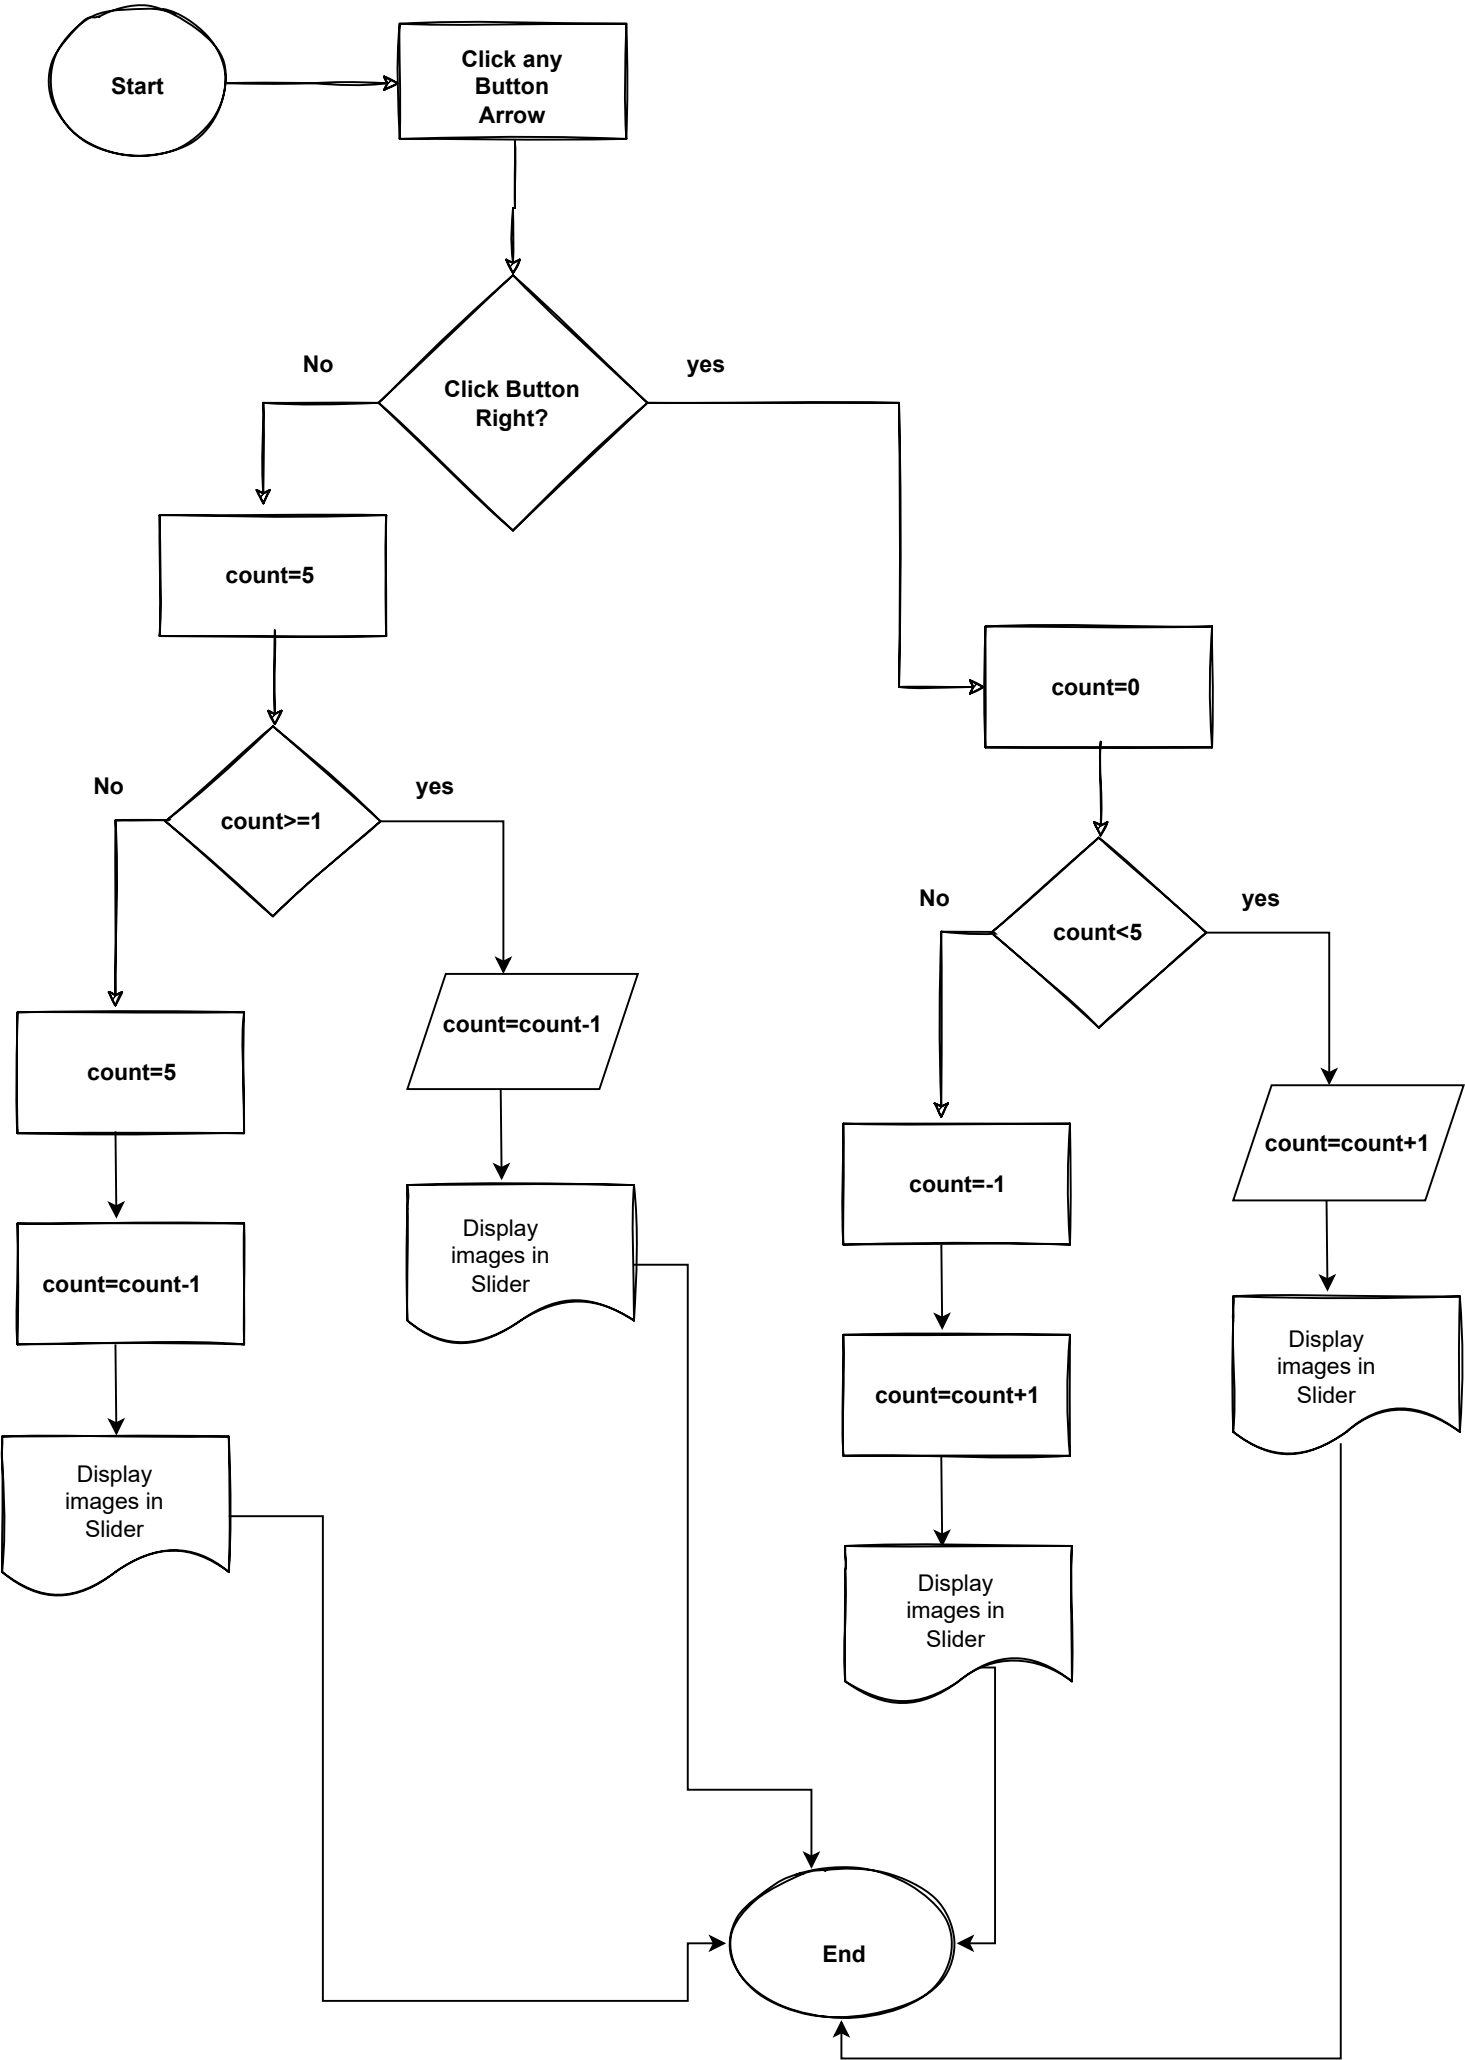 Start
Click any
Button
Arrow
Click Button
Right?
No
yes
count=5
count=0
count>=1
No
yes
count<5
No
yes
count=5
count=count-1
count=-1
count=count+1
count=count-1
Display
images in
Slider
count=count+1
Display
images in
Slider
Display
images in
Slider
Display
images in
Slider
End